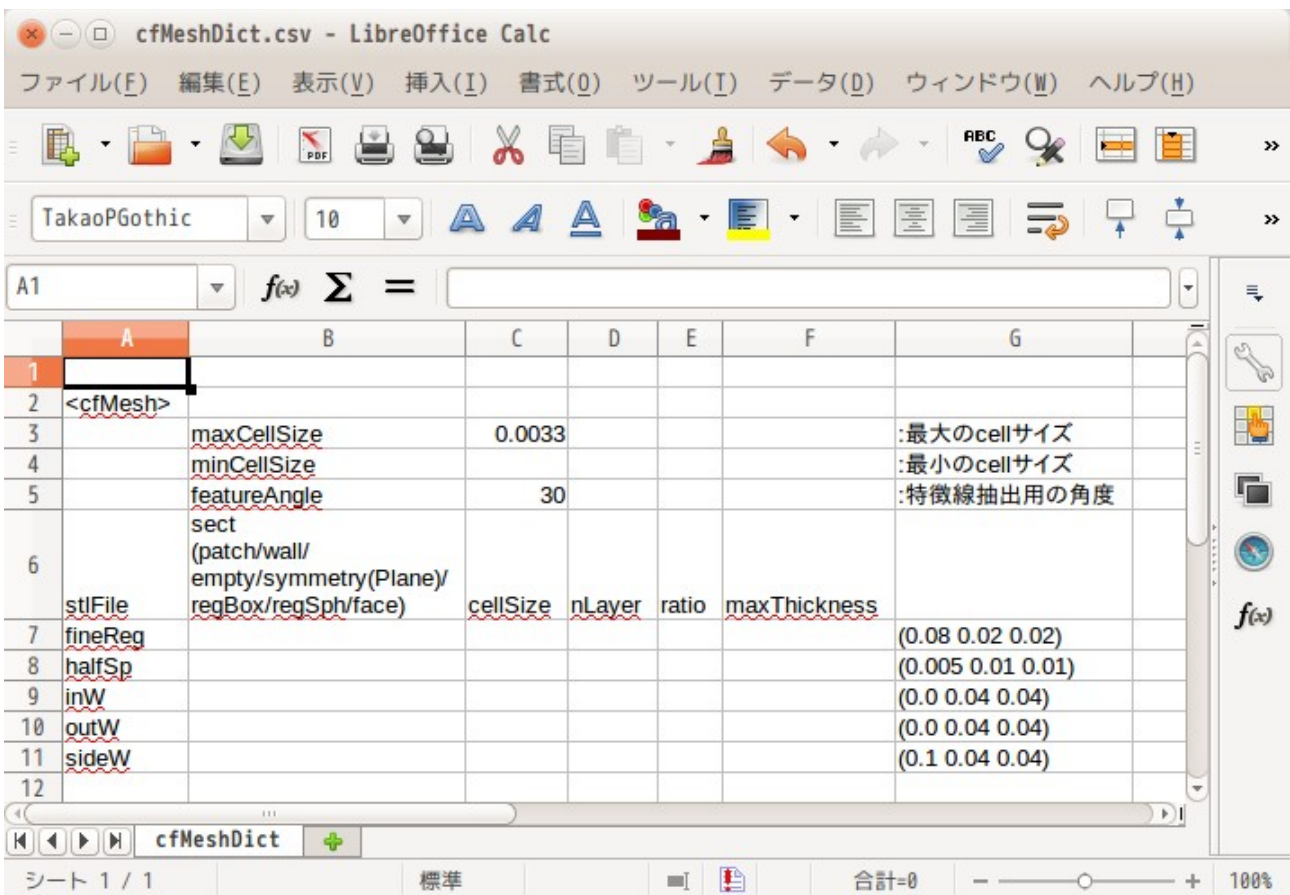 cfMeshDict.csv - LibreOffice Calc
ファイル(F) 編集(E) 表示(V) 挿入(I) 書式(O) ツール(T) データ(D) ウィンドウ(W) ヘルプ(H)
PDF ABC »
TakaoPGothic 10 »
A1 f(x) Σ =
A B C D E F G
1
2 <cfMesh>
3 maxCellSize 0.0033 :最大のcellサイズ
4 minCellSize :最小のcellサイズ
5 featureAngle 30 :特徴線抽出用の角度
sect
(patch/wall/
6 empty/symmetry(Plane)/
stlFile regBox/regSph/face) cellSize nLayer ratio maxThickness
7 fineReg (0.08 0.02 0.02)
8 halfSp (0.005 0.01 0.01)
9 inW (0.0 0.04 0.04)
10 outW (0.0 0.04 0.04)
11 sideW (0.1 0.04 0.04)
12
f(x)
cfMeshDict
シート 1 / 1 標準 合計=0 100%